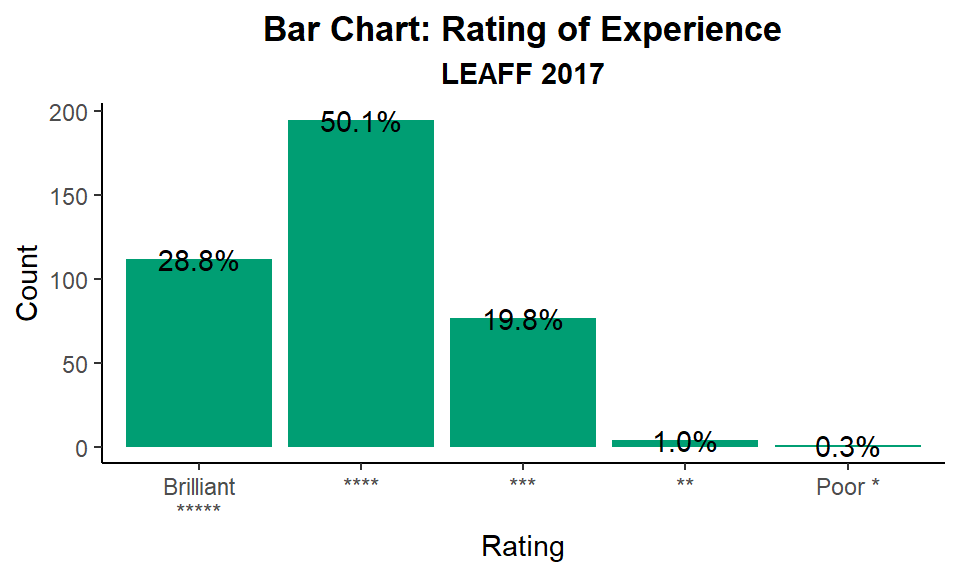 Bar Chart: Rating of Experience
LEAFF 2017
200
150
100
50
0
Count
28.8%
50.1%
19.8%
1.0%
0.3%
Brilliant
*****
****
***
**
Poor *
Rating